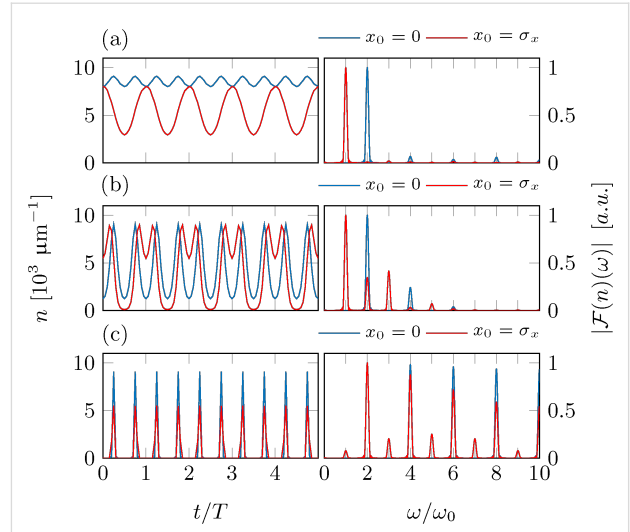 (a)
x₀ = 0 x₀ = σₓ
10 1
5 0.5
0 0
(b)
x₀ = 0 x₀ = σₓ
10 1
5 0.5
0 0
n [10³ µm⁻¹]
|F(n)(ω)| [a.u.]
(c)
x₀ = 0 x₀ = σₓ
10 1
5 0.5
0 0
0 1 2 3 4 0 2 4 6 8 10
t/T ω/ω₀